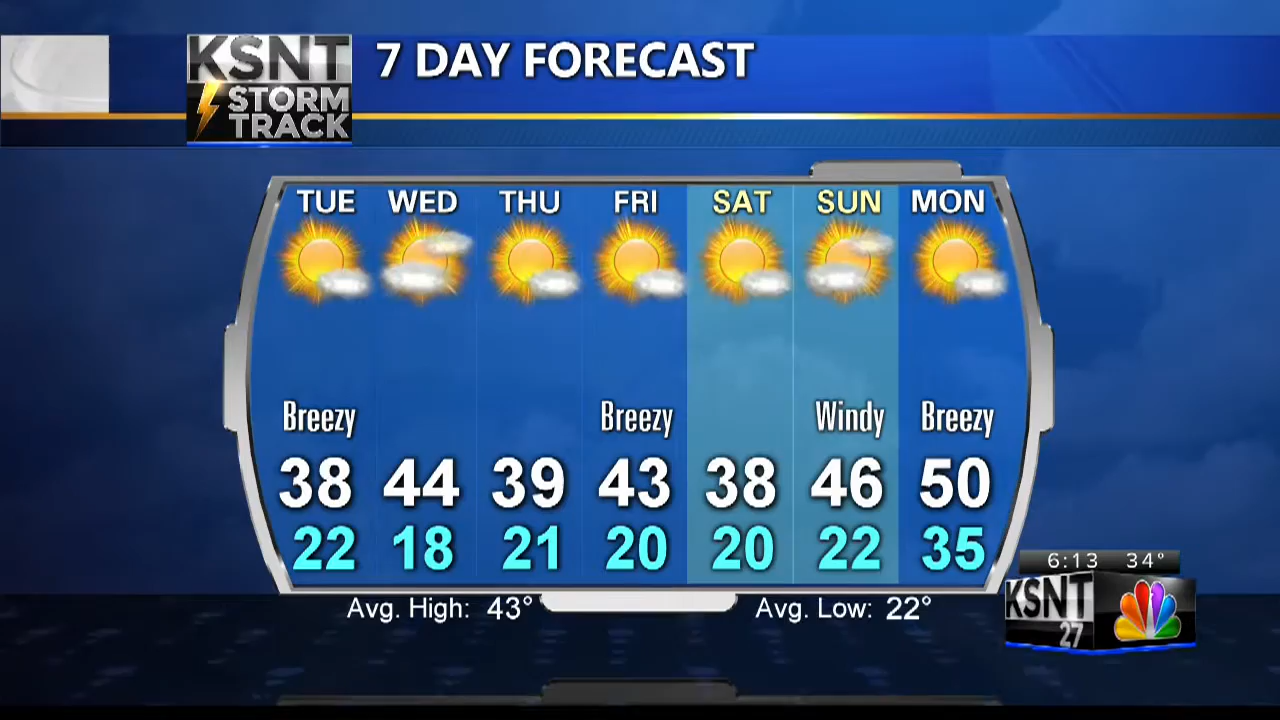 KSNT
STORM
TRACK
7 DAY FORECAST
TUE WED THU FRI SAT SUN MON
Breezy Breezy Windy Breezy
38 44 39 43 38 46 50
22 18 21 20 20 22 35
Avg. High: 43° Avg. Low: 22°
6:13 34°
KSNT
27